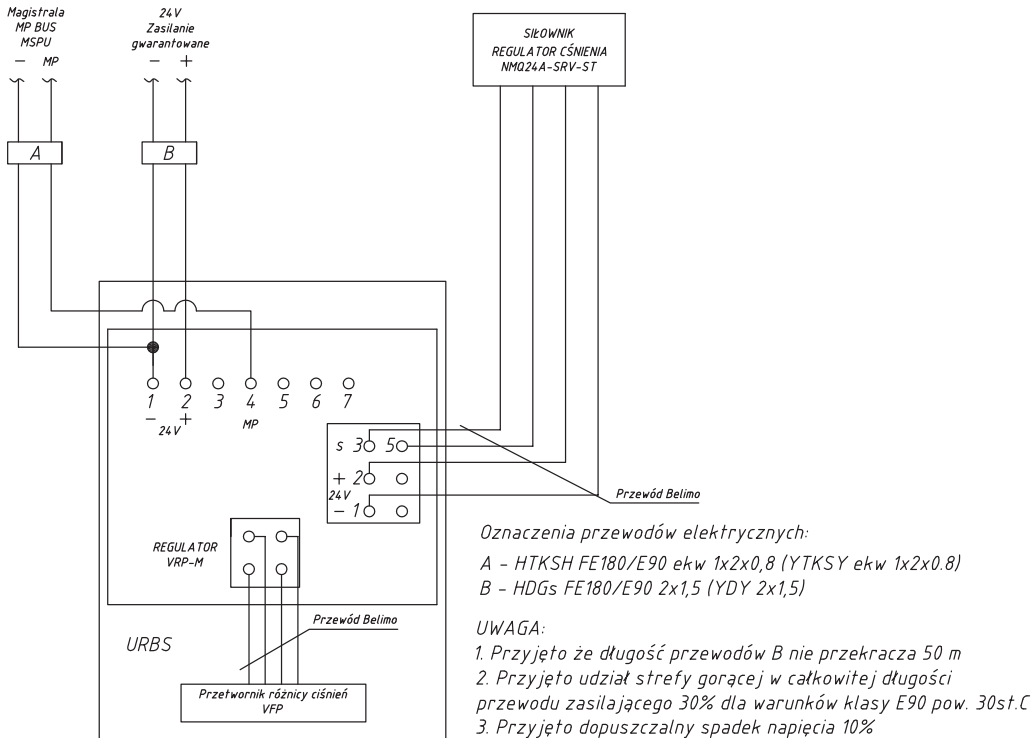 Magistrala
MP BUS
MSPU
– MP
24V
Zasilanie
gwarantowane
– +
SIŁOWNIK
REGULATOR CŚNIENIA
NMQ24A-SRV-ST
A
B
1 2 3 4 5 6 7
– 24V + MP
s 3 5
+ 2
24V
– 1
Przewód Belimo
REGULATOR
VRP-M
Przewód Belimo
URBS
Przetwornik różnicy ciśnień
VFP
Oznaczenia przewodów elektrycznych:
A – HTKSH FE180/E90 ekw 1x2x0,8 (YTKSY ekw 1x2x0.8)
B – HDGs FE180/E90 2x1,5 (YDY 2x1,5)
UWAGA:
1. Przyjęto że długość przewodów B nie przekracza 50 m
2. Przyjęto udział strefy gorącej w całkowitej długości
przewodu zasilającego 30% dla warunków klasy E90 pow. 30st.C
3. Przyjęto dopuszczalny spadek napięcia 10%